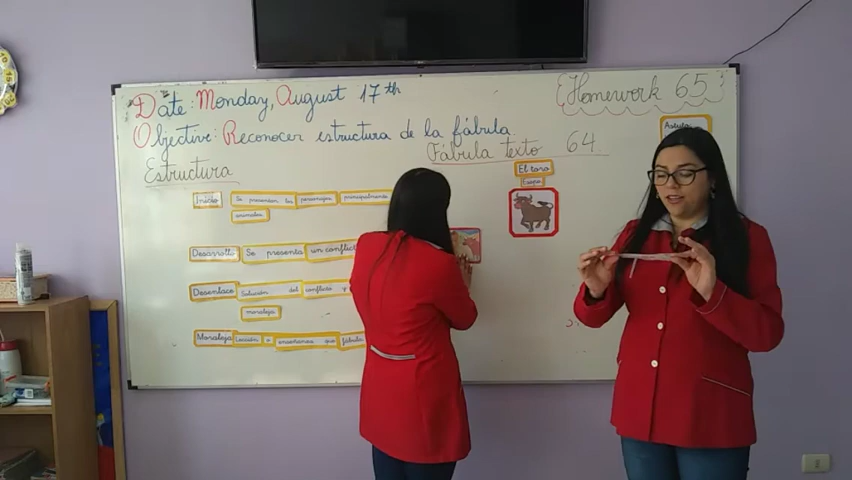 Date: Monday, August 17th
Homework 65
Objective: Reconocer estructura de la fábula.
Fábula texto 64
Estructura
El toro
Inicio Se presentan los personajes principalmente
animales
Desarrollo Se presenta un conflicto
Desenlace Solución del conflicto y
moraleja
Moraleja Lección o enseñanza que fábula